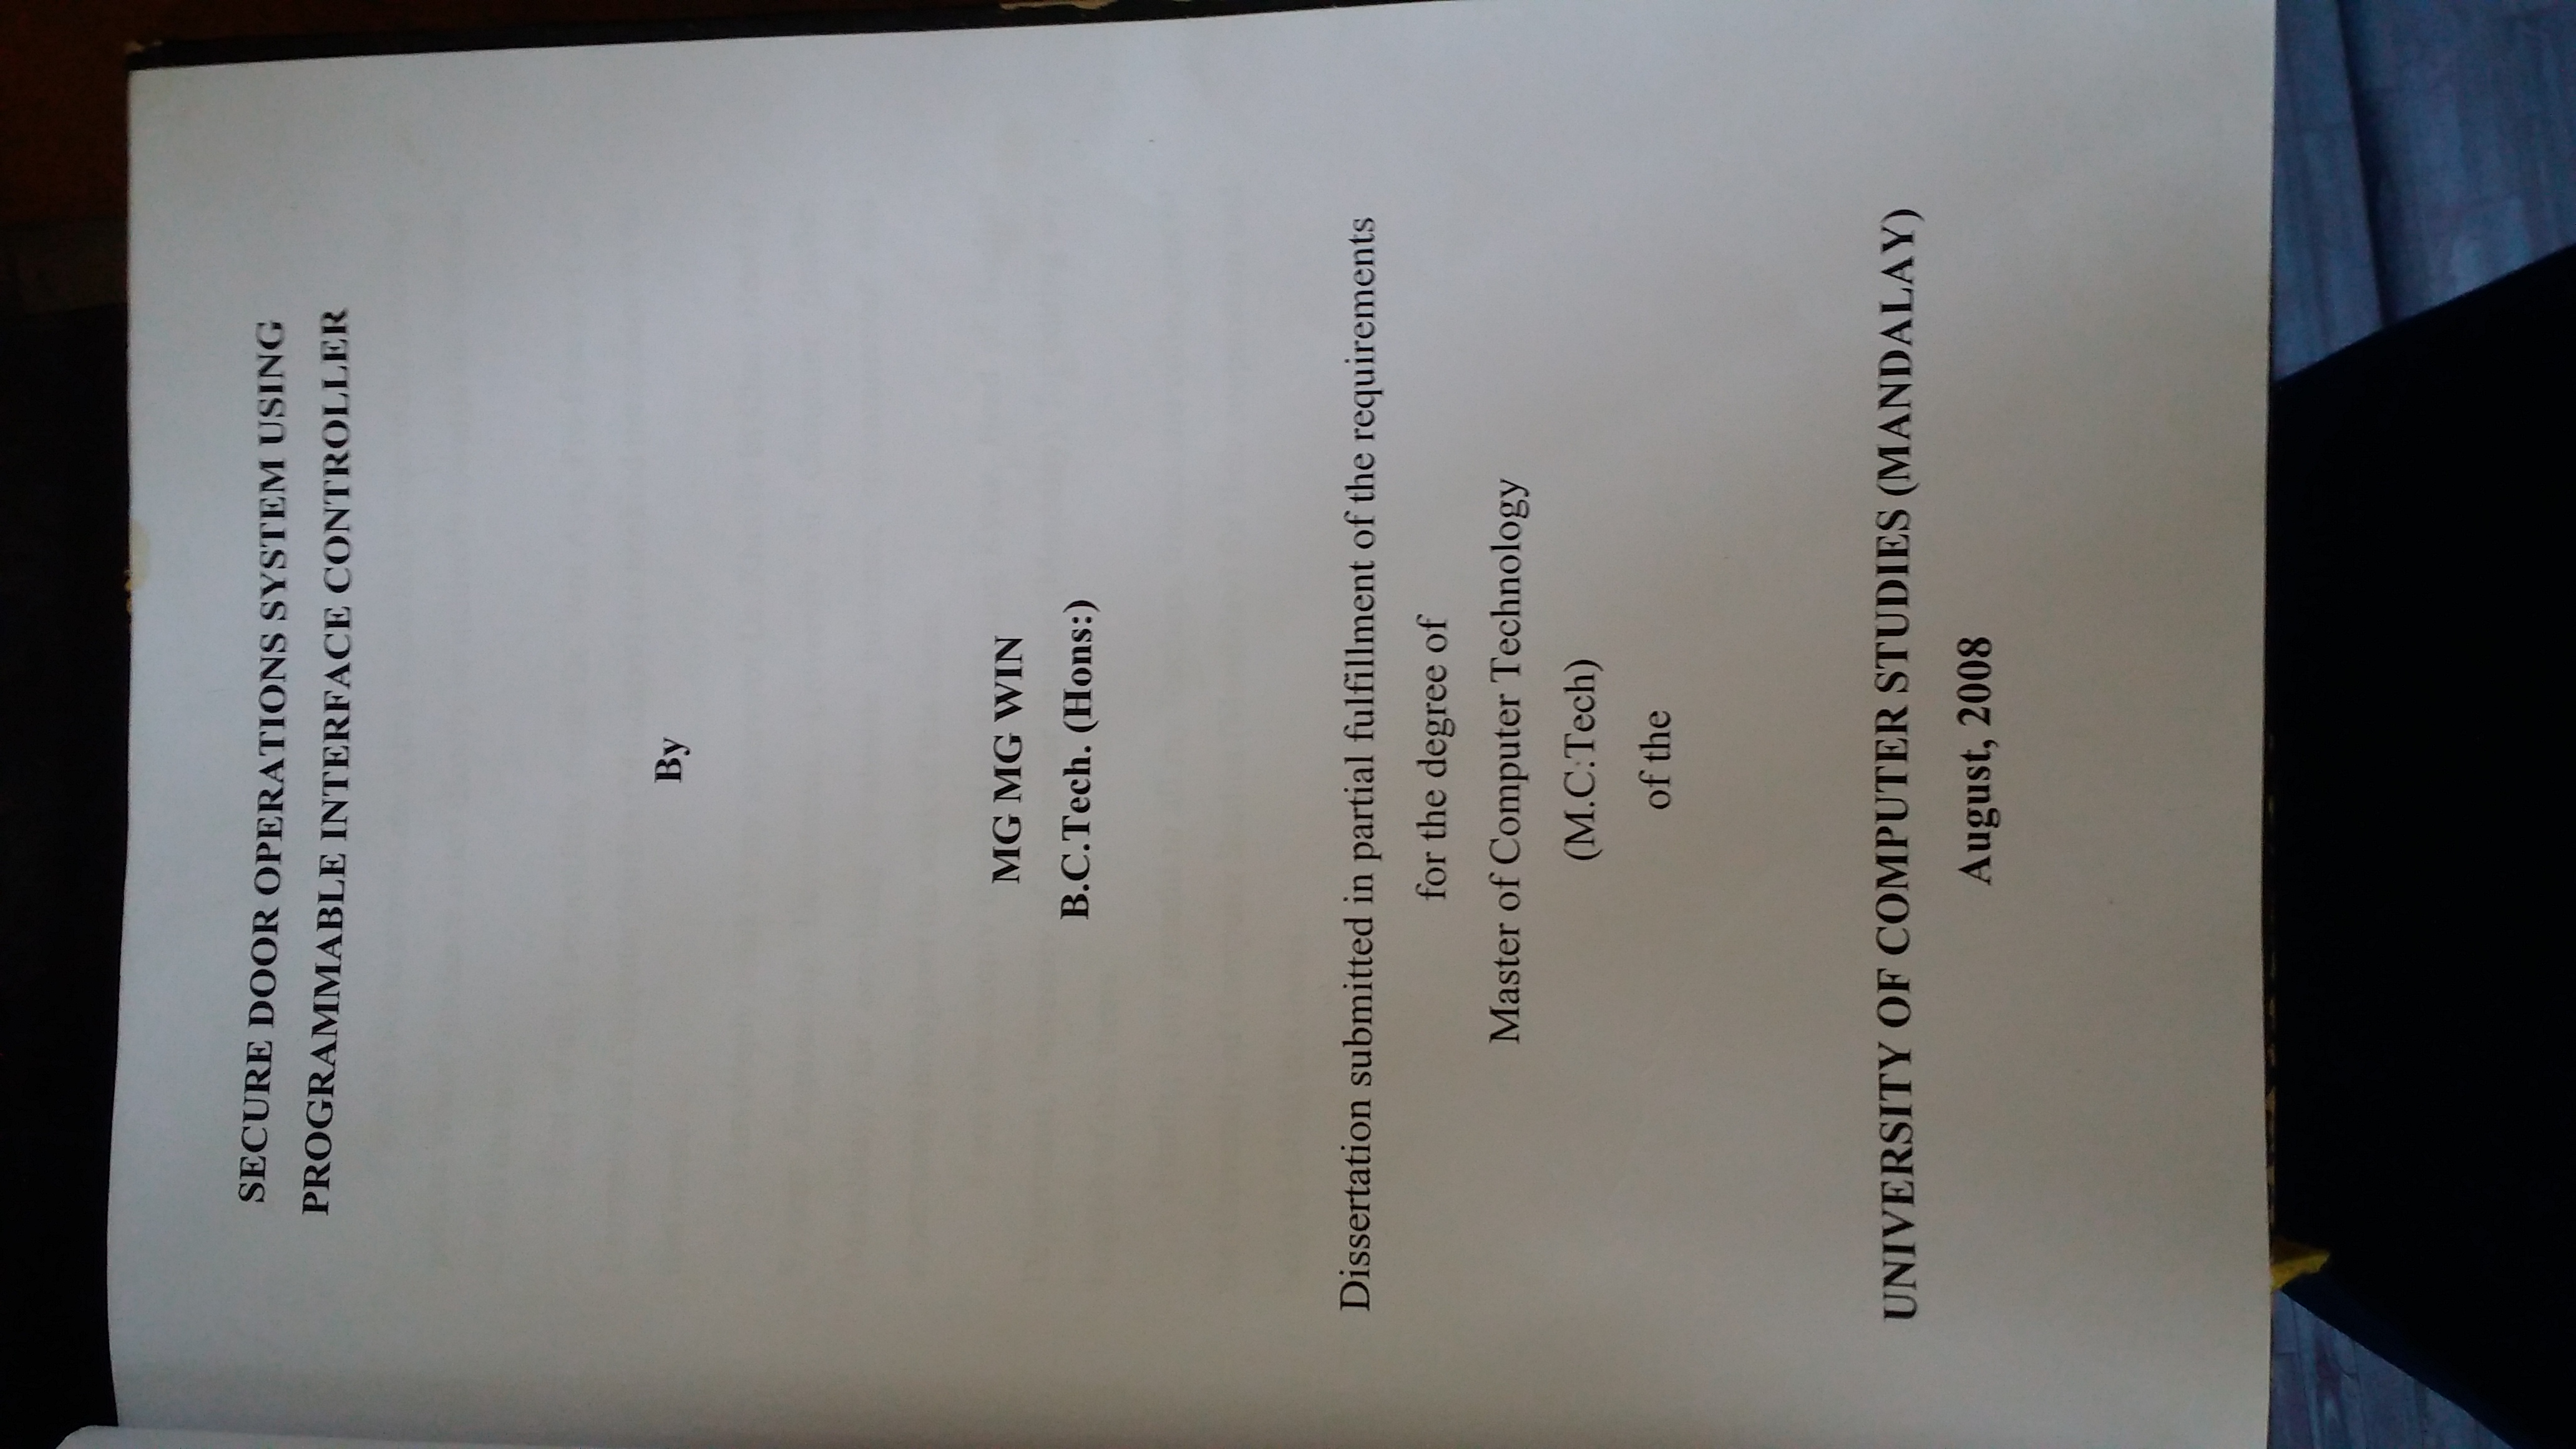 SECURE DOOR OPERATIONS SYSTEM USING
PROGRAMMABLE INTERFACE CONTROLLER
By
MG MG WIN
B.C.Tech. (Hons:)
Dissertation submitted in partial fulfillment of the requirements
for the degree of
Master of Computer Technology
(M.C.Tech)
of the
UNIVERSITY OF COMPUTER STUDIES (MANDALAY)
August, 2008